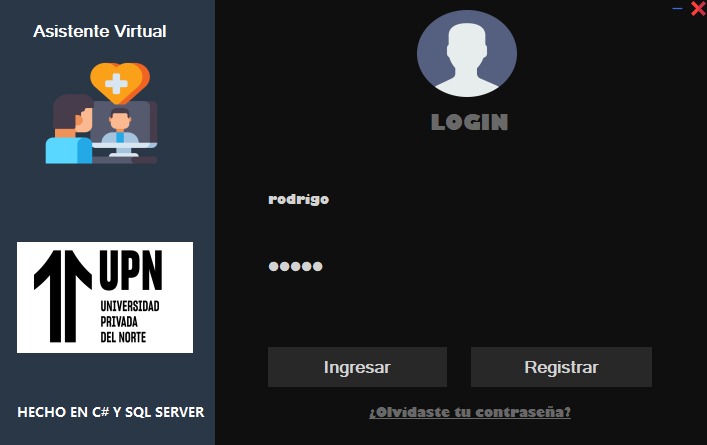 Asistente Virtual
UPN
UNIVERSIDAD
PRIVADA
DEL NORTE
HECHO EN C# Y SQL SERVER
LOGIN
rodrigo
●●●●●
Ingresar
Registrar
¿Olvidaste tu contraseña?